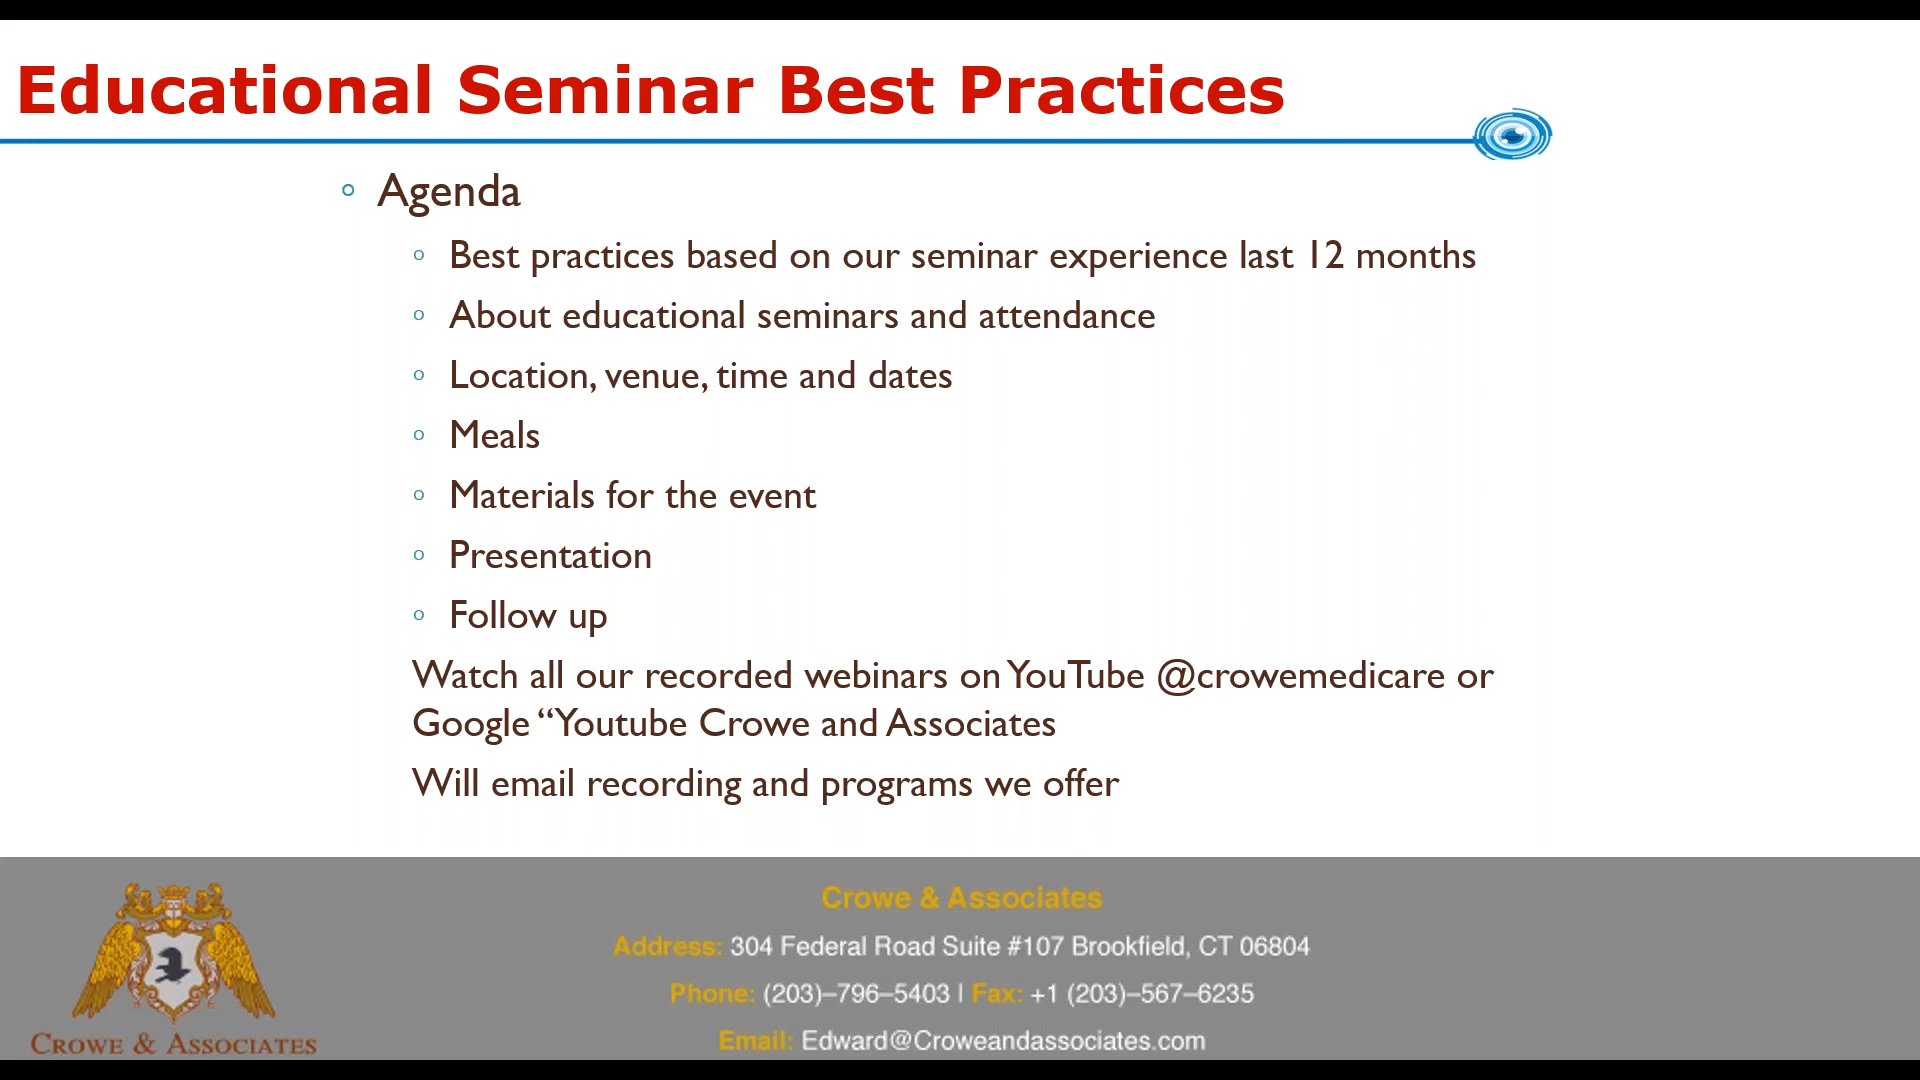 Educational Seminar Best Practices
Agenda
Best practices based on our seminar experience last 12 months
About educational seminars and attendance
Location, venue, time and dates
Meals
Materials for the event
Presentation
Follow up
Watch all our recorded webinars on YouTube @crowemedicare or
Google “Youtube Crowe and Associates
Will email recording and programs we offer
Crowe & Associates
Address: 304 Federal Road Suite #107 Brookfield, CT 06804
Phone: (203)–796–5403 | Fax: +1 (203)–567–6235
Email: Edward@Croweandassociates.com
CROWE & ASSOCIATES